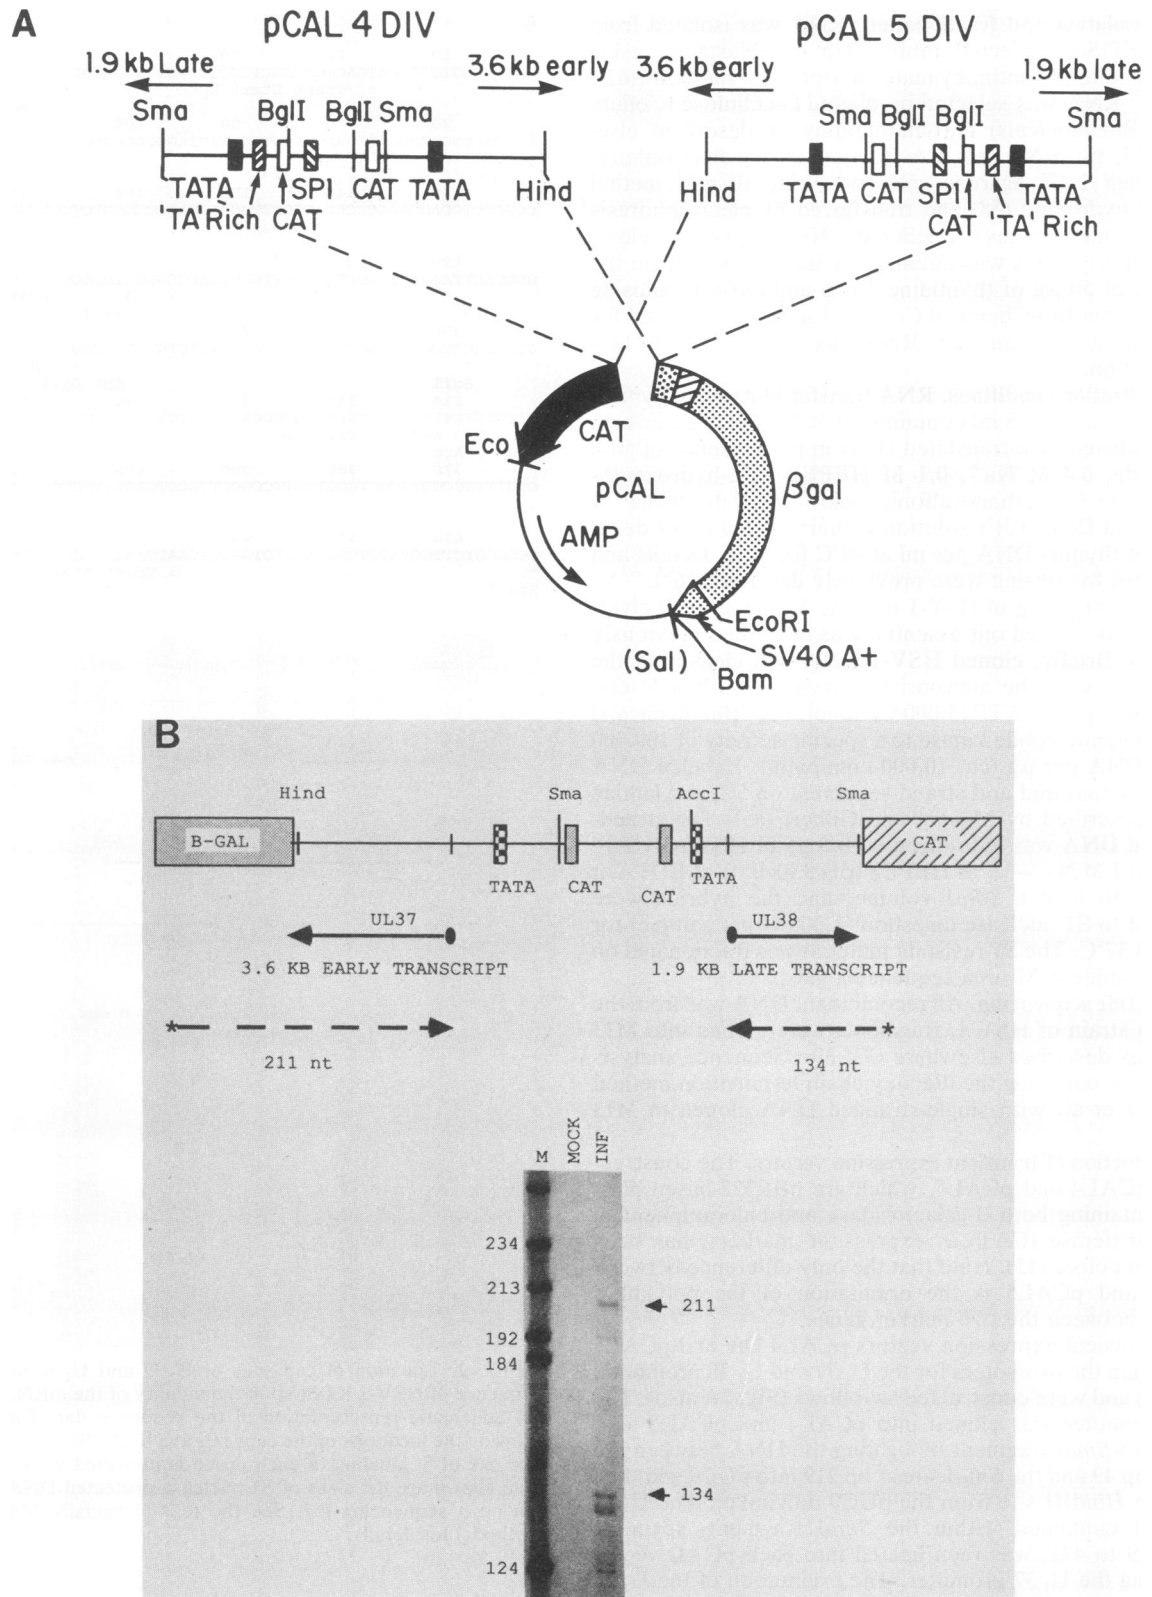 A
pCAL 4 DIV
pCAL 5 DIV
1.9 kb Late
3.6 kb early
3.6 kb early
1.9 kb late
Sma
BglI
BglI
Sma
Sma
BglI
BglI
Sma
TATA
SPI
CAT
TATA
Hind
Hind
TATA
CAT
SPI
TATA
'TA'Rich
CAT
CAT
'TA' Rich
Eco
CAT
pCAL
βgal
AMP
EcoRI
SV40 A+
(Sal)
Bam
B
Hind
Sma
AccI
Sma
B-GAL
CAT
TATA
CAT
CAT
TATA
UL37
UL38
3.6 KB EARLY TRANSCRIPT
1.9 KB LATE TRANSCRIPT
*
*
211 nt
134 nt
M
MOCK
INF
234
213
211
192
184
134
124